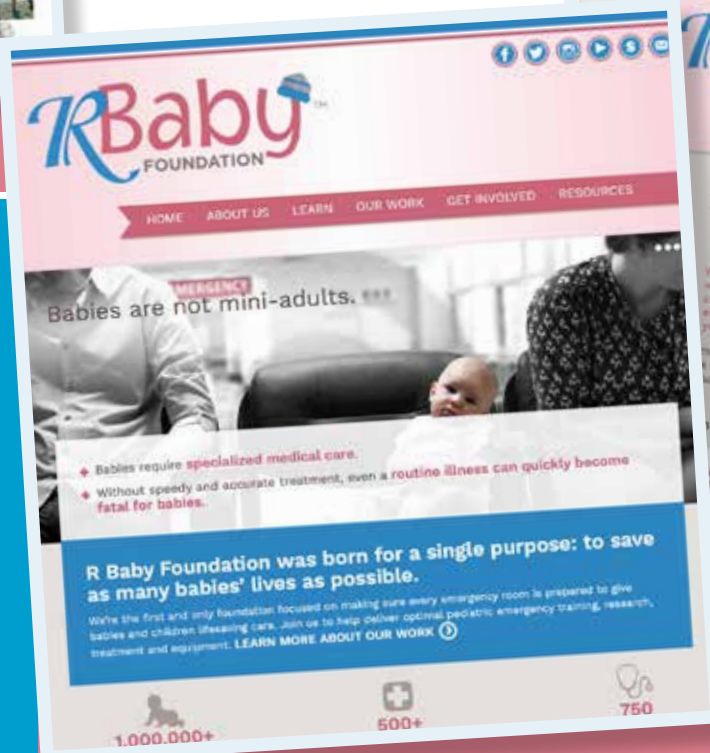 RBaby™
FOUNDATION
HOME ABOUT US LEARN OUR WORK GET INVOLVED RESOURCES
EMERGENCY
Babies are not mini-adults.
Babies require specialized medical care.
Without speedy and accurate treatment, even a routine illness can quickly become
fatal for babies.
R Baby Foundation was born for a single purpose: to save
as many babies' lives as possible.
We're the first and only foundation focused on making sure every emergency room is prepared to give
babies and children lifesaving care. Join us to help deliver optimal pediatric emergency training, research,
treatment and equipment. LEARN MORE ABOUT OUR WORK
1,000,000+ 500+ 750